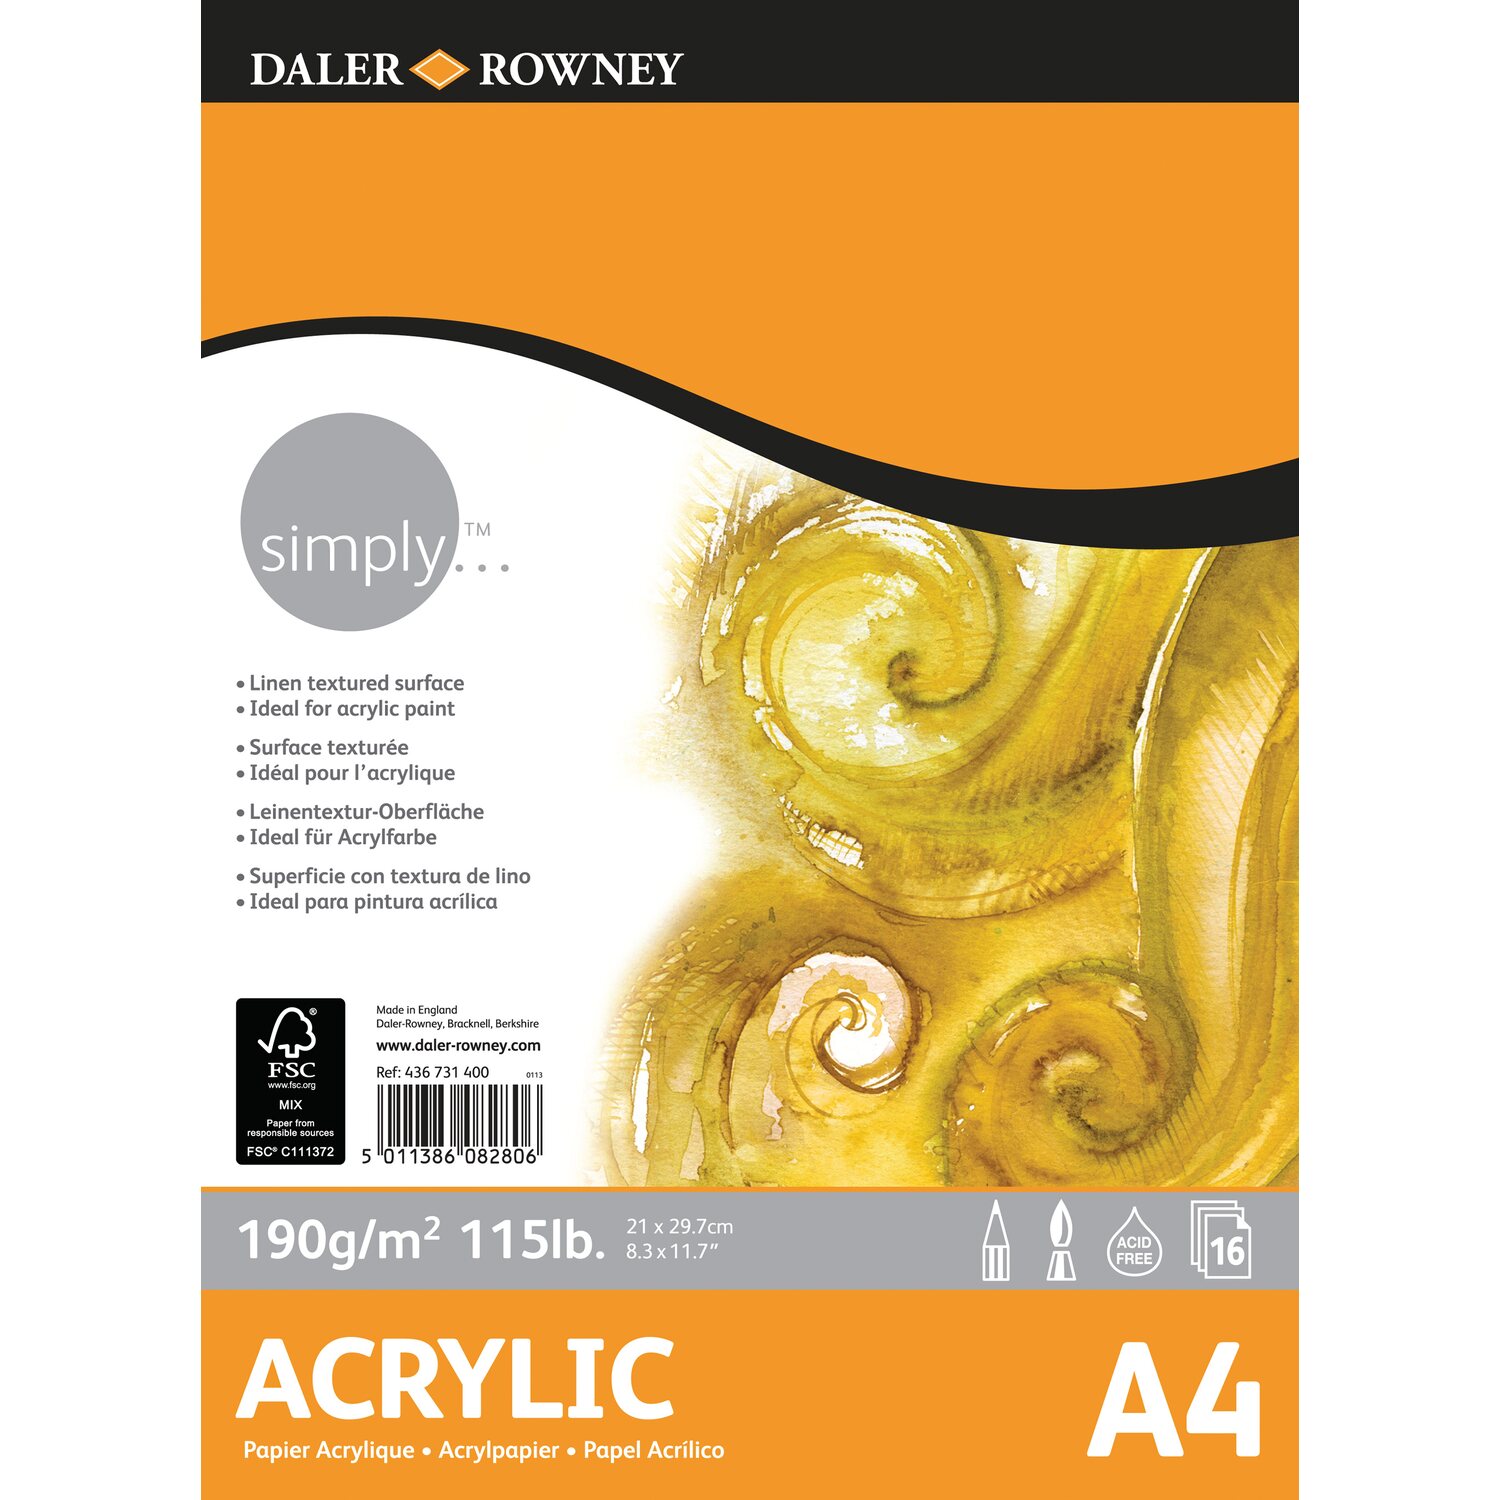 DALER ROWNEY
simply...™
• Linen textured surface
• Ideal for acrylic paint
• Surface texturée
• Idéal pour l'acrylique
• Leinentextur-Oberfläche
• Ideal für Acrylfarbe
• Superficie con textura de lino
• Ideal para pintura acrílica
FSC®
www.fsc.org
MIX
Paper from
responsible sources
FSC® C111372
Made in England
Daler-Rowney, Bracknell, Berkshire
www.daler-rowney.com
Ref: 436 731 400 0113
5 011386 082806
190g/m² 115lb. 21 x 29.7cm
8.3 x 11.7”
ACID
FREE
16
ACRYLIC
Papier Acrylique • Acrylpapier • Papel Acrílico
A4